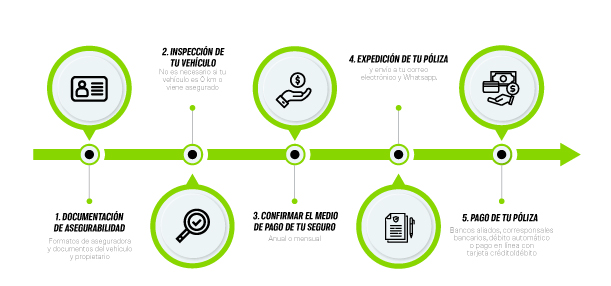 1. DOCUMENTACIÓN
DE ASEGURABILIDAD
Formatos de aseguradora
y documentos del vehículo
y propietario
2. INSPECCIÓN DE
TU VEHÍCULO
No es necesario si tu
vehículo es 0 km o
viene asegurado
3. CONFIRMAR EL MEDIO
DE PAGO DE TU SEGURO
Anual o mensual
4. EXPEDICIÓN DE TU PÓLIZA
y envío a tu correo
electrónico y Whatsapp.
5. PAGO DE TU PÓLIZA
Bancos aliados, corresponsales
bancarios, débito automático
o pago en línea con
tarjeta crédito/débito